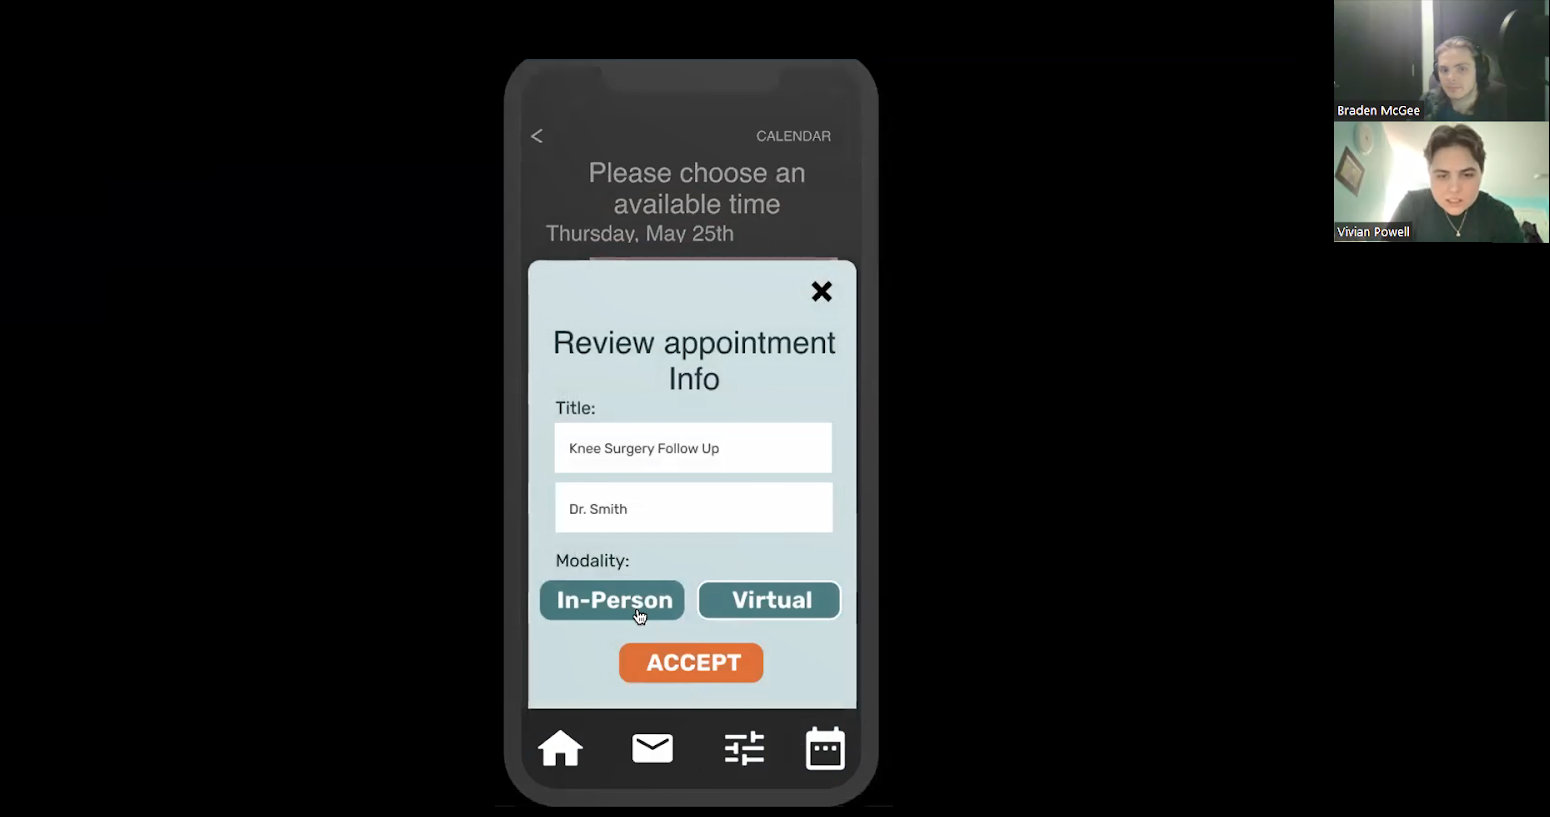 CALENDAR
Please choose an
available time
Thursday, May 25th
Review appointment
Info
Title:
Knee Surgery Follow Up
Dr. Smith
Modality:
In-Person
Virtual
ACCEPT
Braden McGee
Vivian Powell